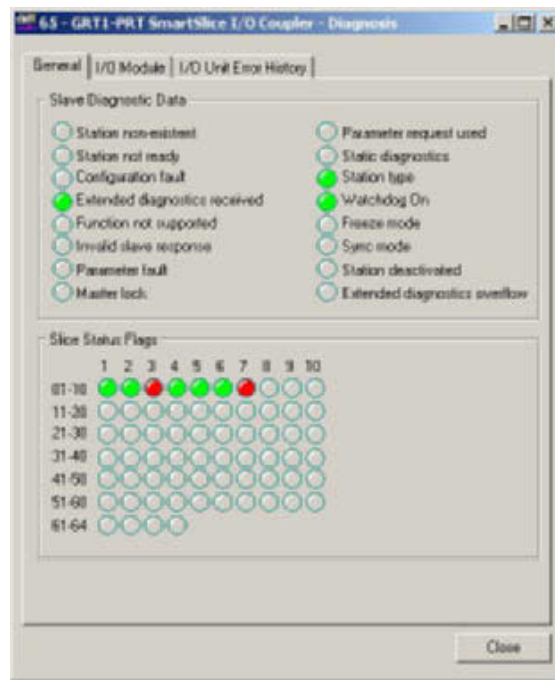 65 - GRT1-PRT SmartSlice I/O Coupler - Diagnosis
General I/O Module I/O Unit Error History
Slave Diagnostic Data
Station non-existent
Station not ready
Configuration fault
Extended diagnostics received
Function not supported
Invalid slave response
Parameter fault
Master lock
Parameter request used
Static diagnostics
Station type
Watchdog On
Freeze mode
Sync mode
Station deactivated
Extended diagnostics overflow
Slice Status Flags
1 2 3 4 5 6 7 8 9 10
01-10
11-20
21-30
31-40
41-50
51-60
61-64
Close